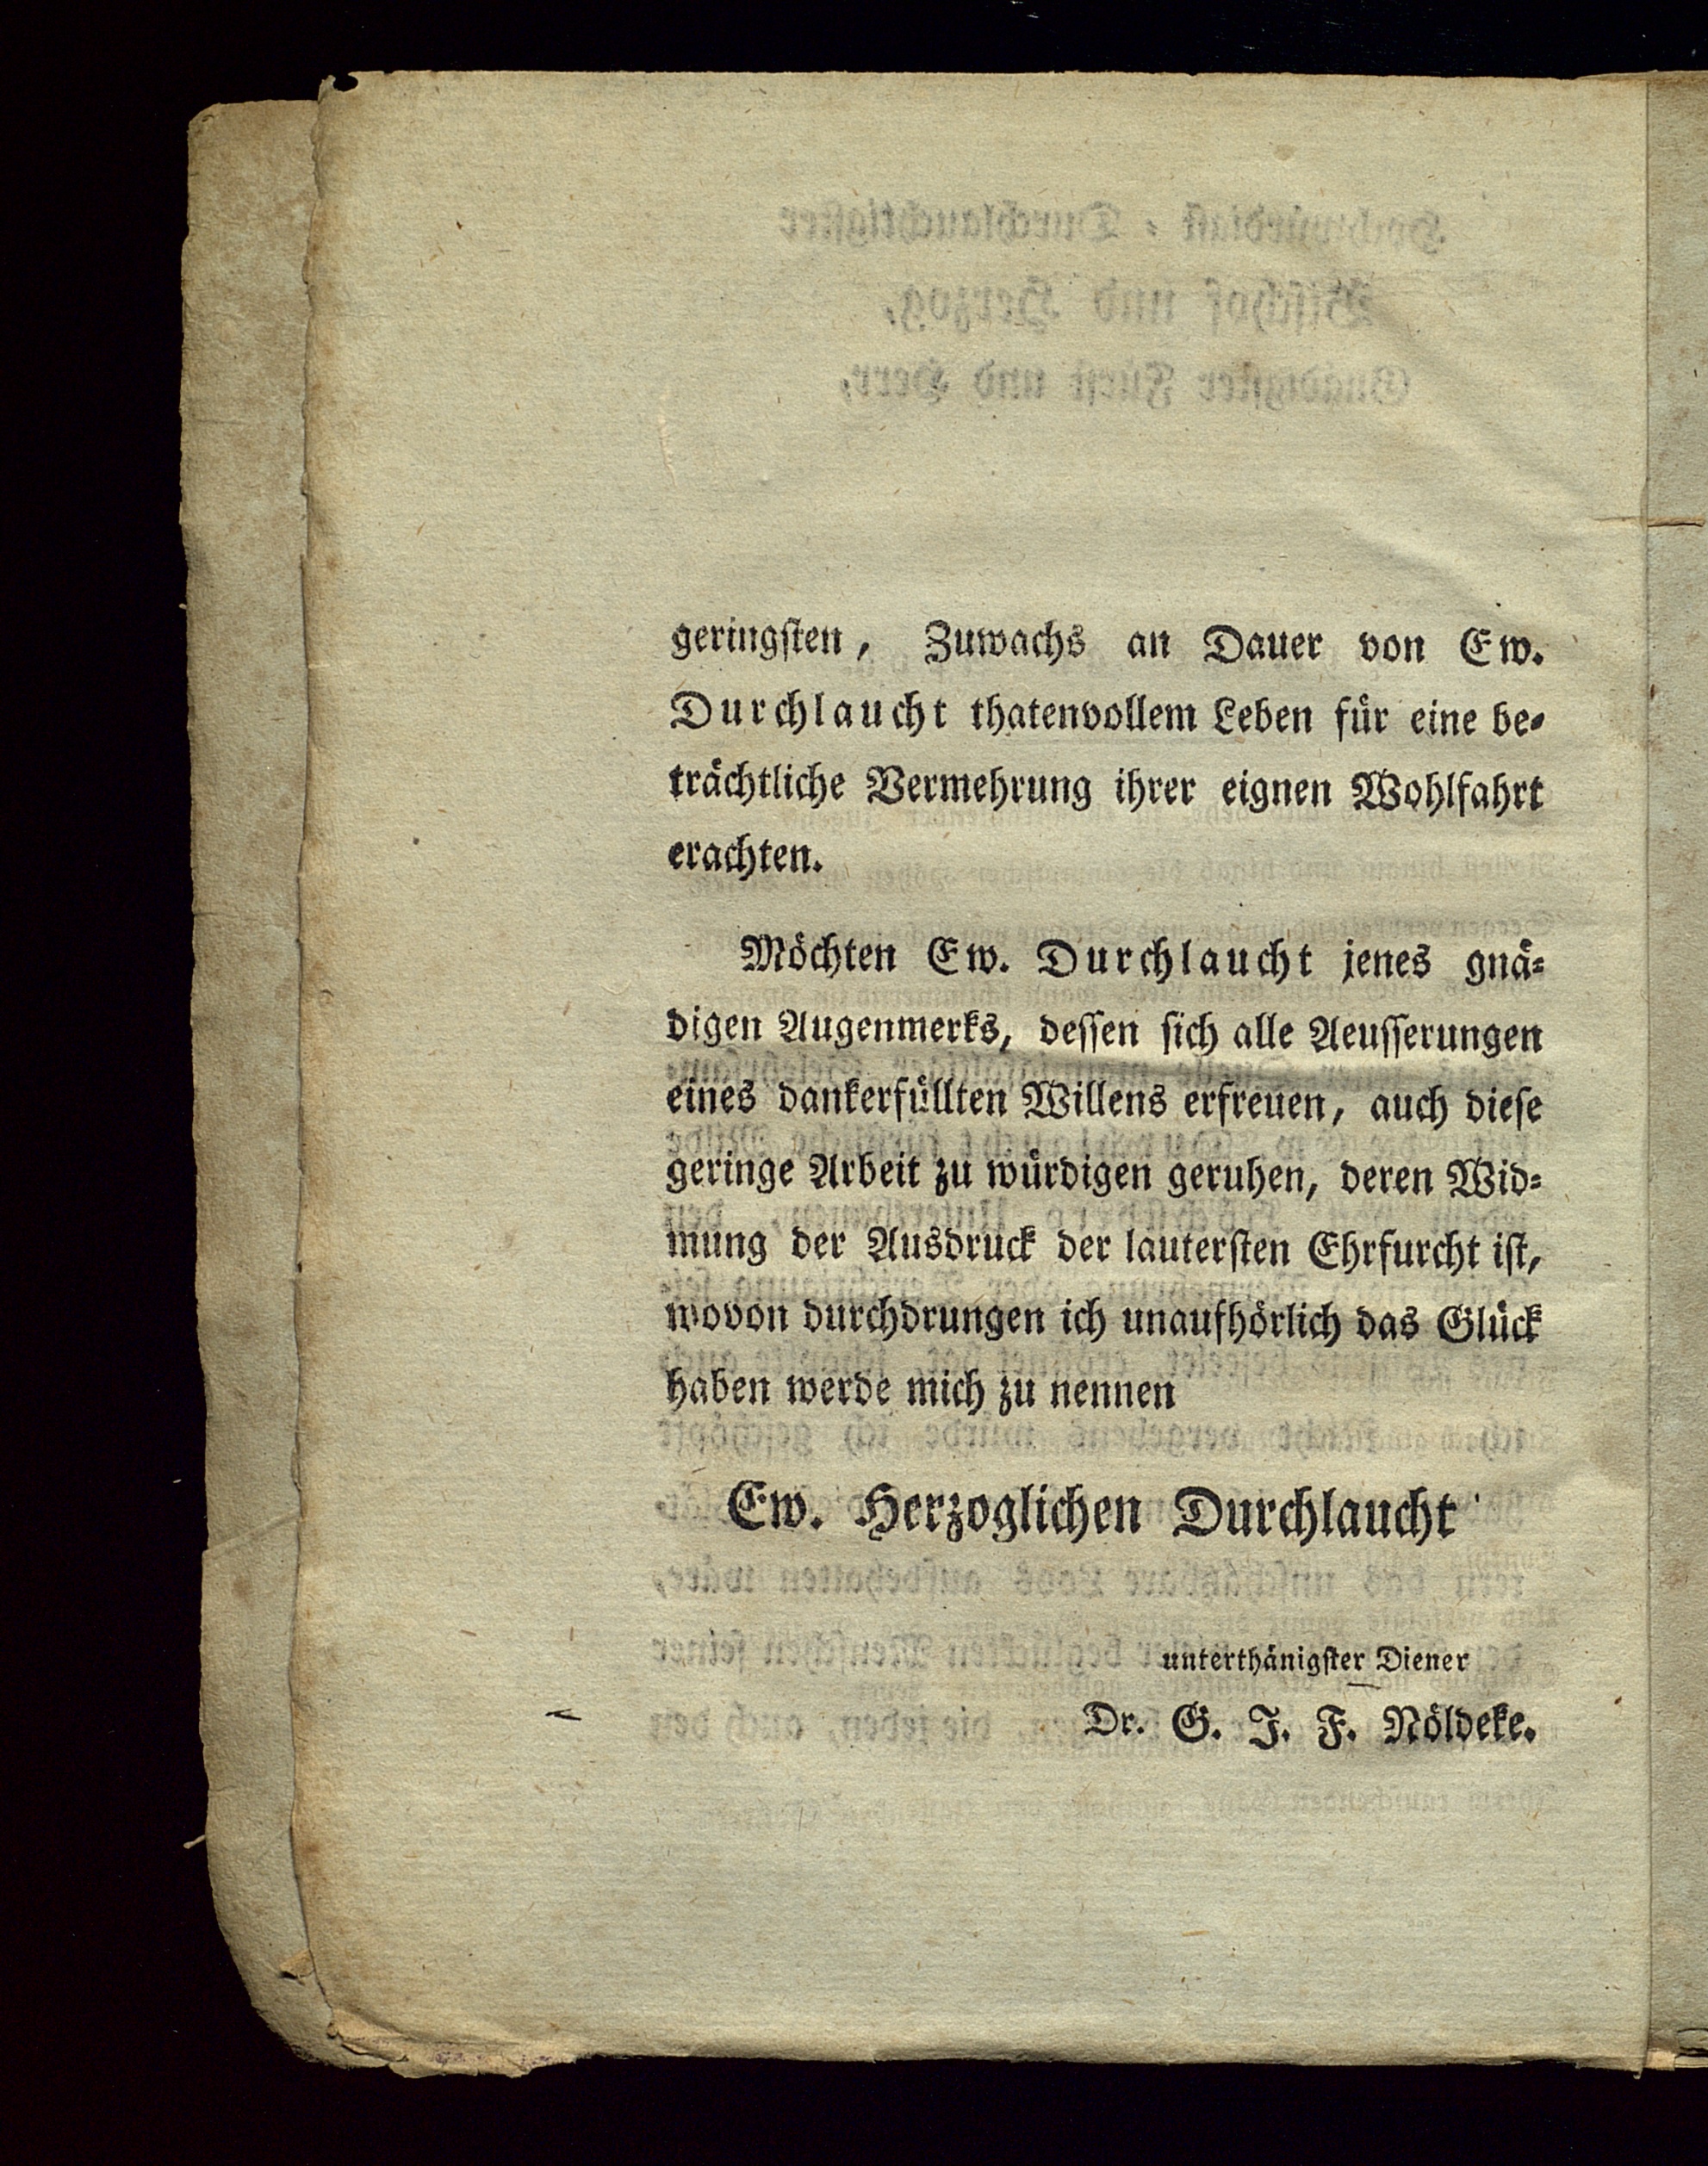 geringsten, Zuwachs an Dauer von Ew.
Durchlaucht thatenvollem Leben für eine be-
trächtliche Vermehrung ihrer eignen Wohlfahrt
erachten.
Möchten Ew. Durchlaucht jenes gnä-
digen Augenmerks, dessen sich alle Aeusserungen
eines dankerfüllten Willens erfreuen, auch diese
geringe Arbeit zu würdigen geruhen, deren Wid-
mung der Ausdruck der lautersten Ehrfurcht ist,
wovon durchdrungen ich unaufhörlich das Glück
haben werde mich zu nennen
Ew. Herzoglichen Durchlaucht
unterthänigster Diener
Dr. G. J. F. Nöldeke.